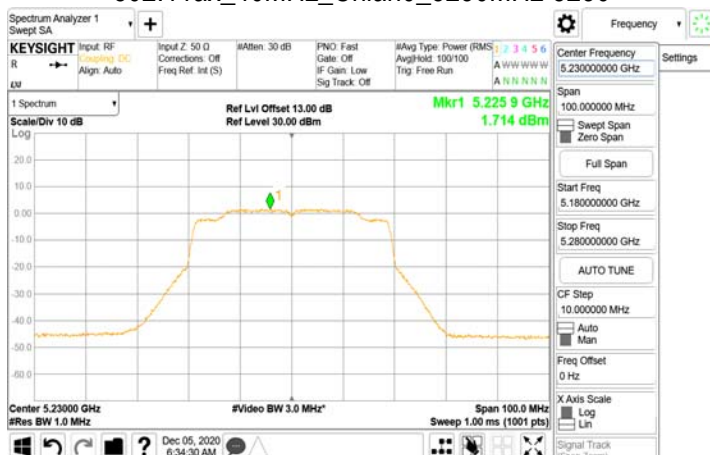 Spectrum Analyzer 1
Swept SA
Frequency
KEYSIGHT
R
Input: RF
Coupling: DC
Align: Auto
Input Z: 50 Ω
Corrections: Off
Freq Ref: Int (S)
#Atten: 30 dB
PNO: Fast
Gate: Off
IF Gain: Low
Sig Track: Off
#Avg Type: Power (RMS
Avg|Hold: 100/100
Trig: Free Run
1 2 3 4 5 6
A W W W W W
A N N N N N
Settings
Center Frequency
5.230000000 GHz
Span
100.000000 MHz
Swept Span
Zero Span
Full Span
Start Freq
5.180000000 GHz
Stop Freq
5.280000000 GHz
AUTO TUNE
CF Step
10.000000 MHz
Auto
Man
Freq Offset
0 Hz
X Axis Scale
Log
Lin
Signal Track
1 Spectrum
Scale/Div 10 dB
Log
Ref Lvl Offset 13.00 dB
Ref Level 30.00 dBm
Mkr1 5.225 9 GHz
1.714 dBm
20.0
10.0
0.00
-10.0
-20.0
-30.0
-40.0
-50.0
-60.0
1
Center 5.23000 GHz
#Res BW 1.0 MHz
#Video BW 3.0 MHz*
Span 100.0 MHz
Sweep 1.00 ms (1001 pts)
?
Dec 05, 2020
6:34:30 AM